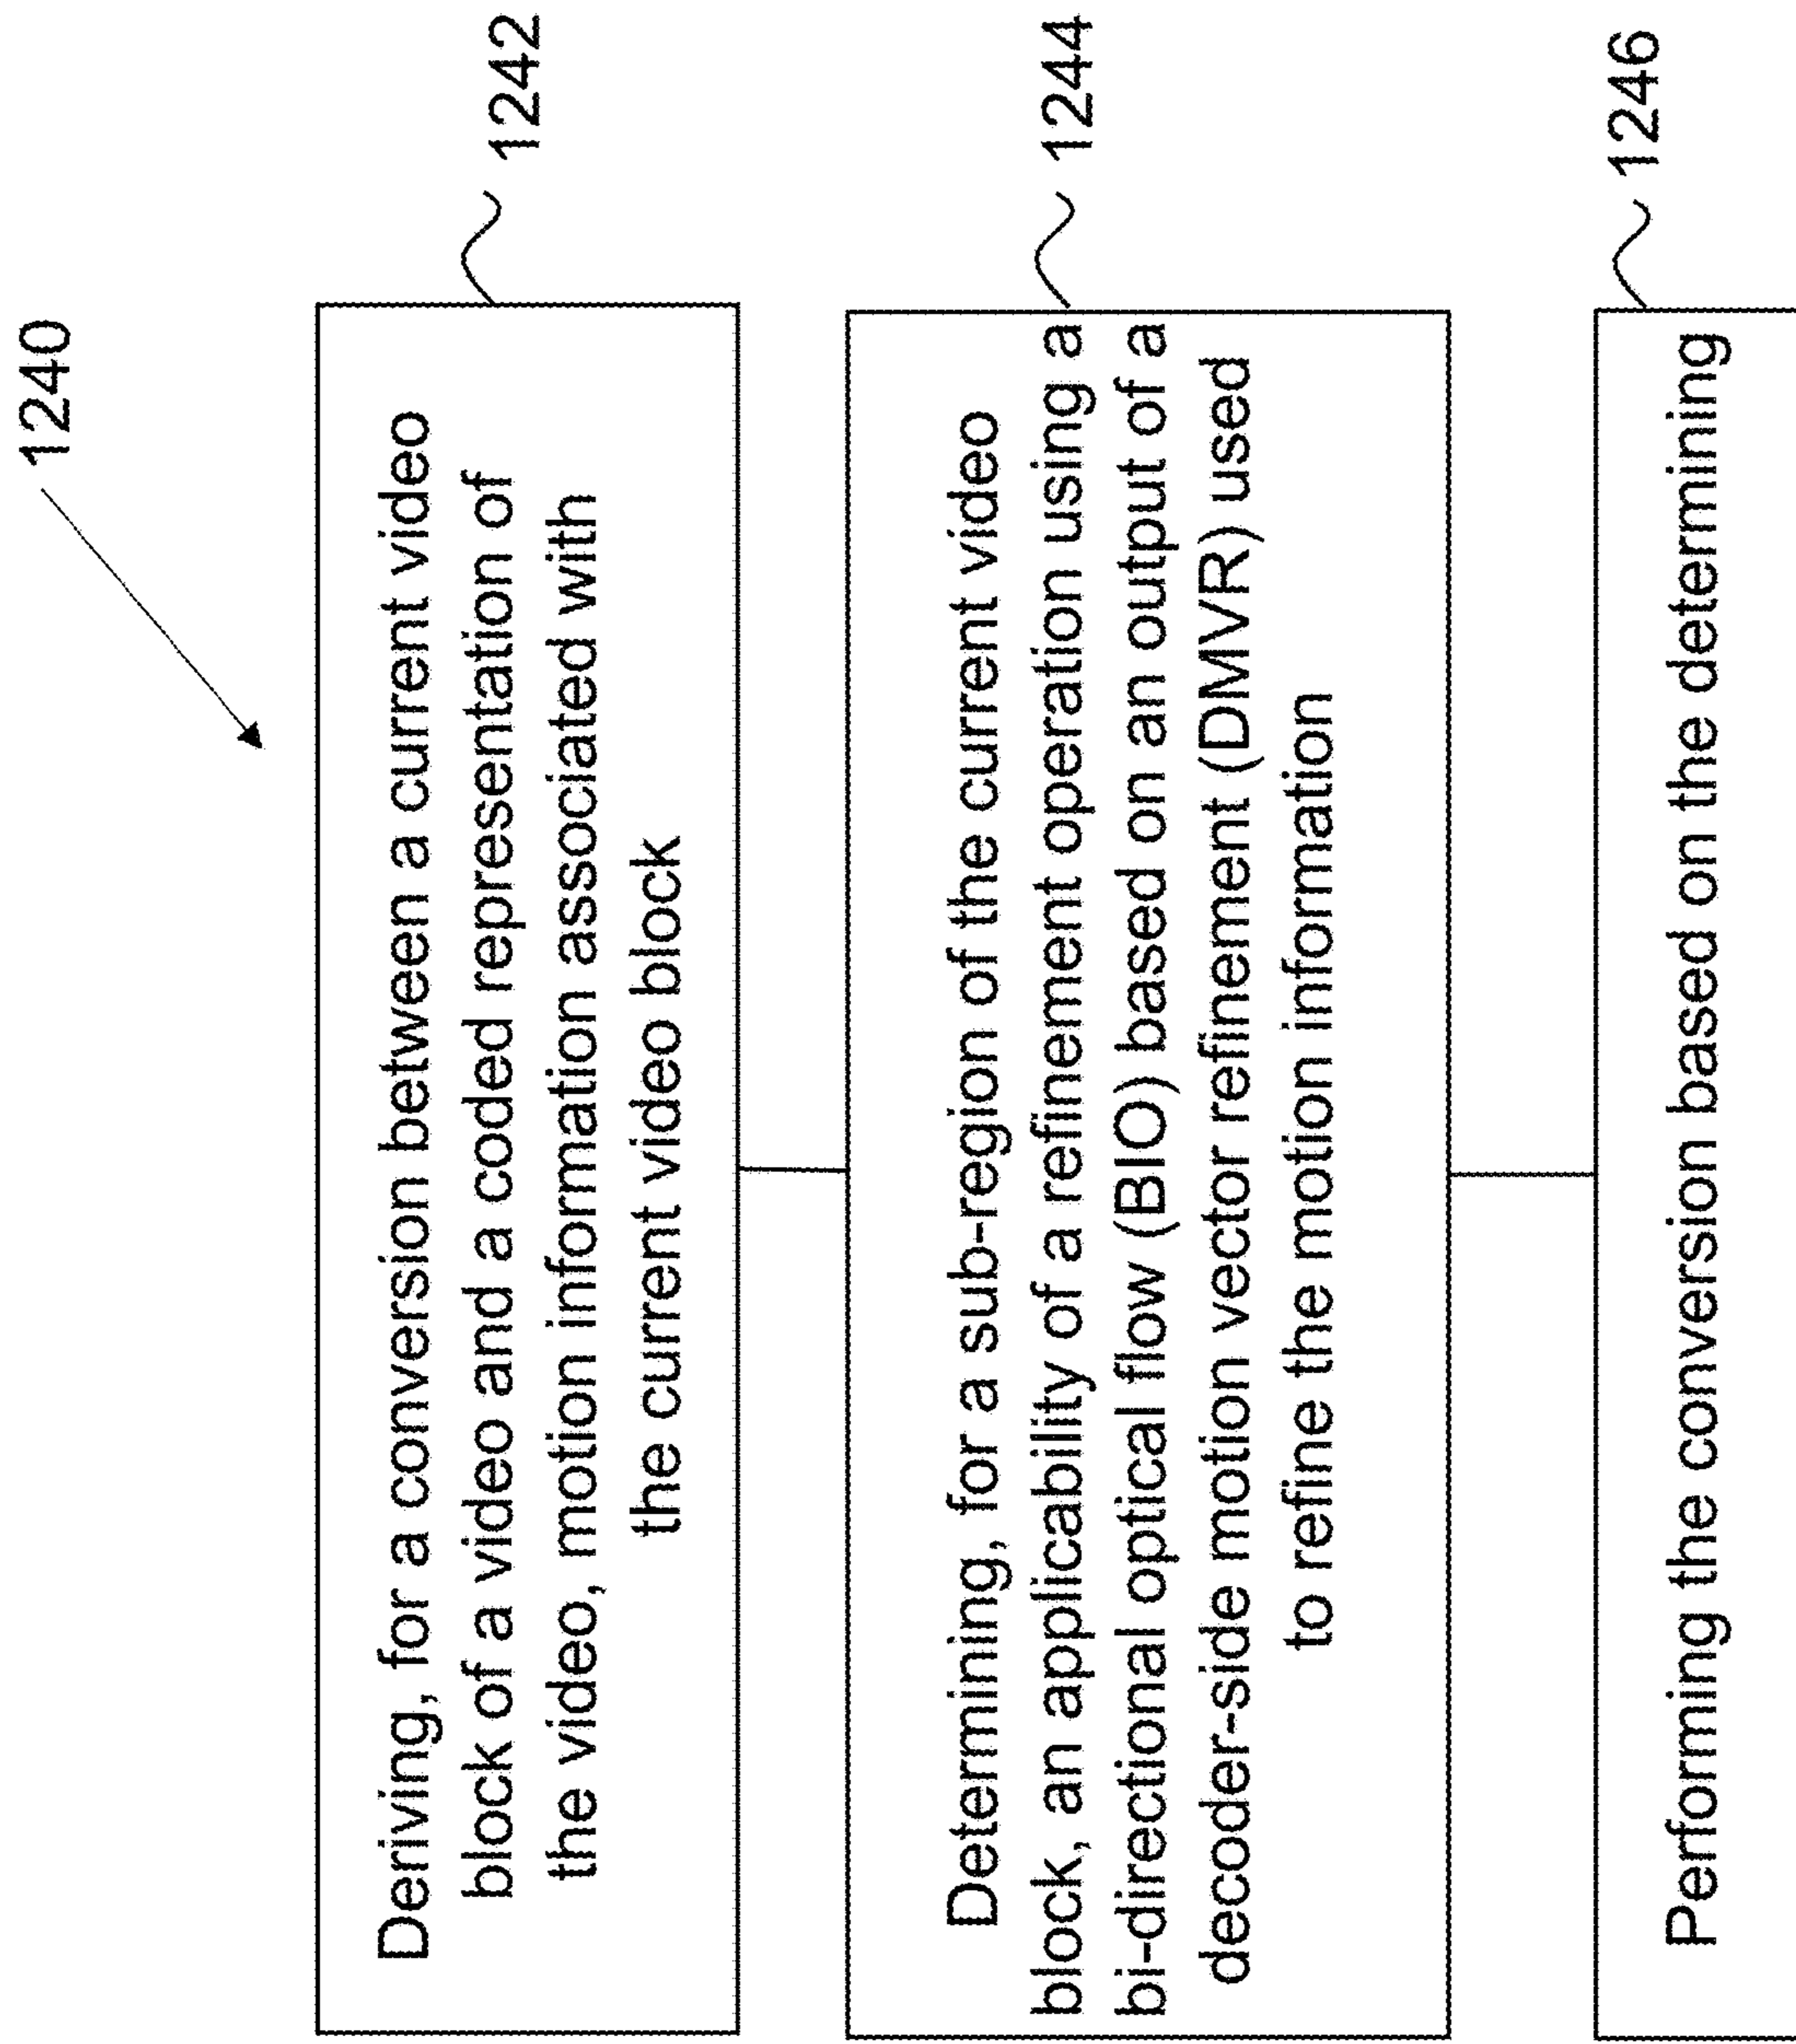 1240
Deriving, for a conversion between a current video
block of a video and a coded representation of
the video, motion information associated with
the current video block
1242
Determining, for a sub-region of the current video
block, an applicability of a refinement operation using a
bi-directional optical flow (BIO) based on an output of a
decoder-side motion vector refinement (DMVR) used
to refine the motion information
1244
Performing the conversion based on the determining
1246